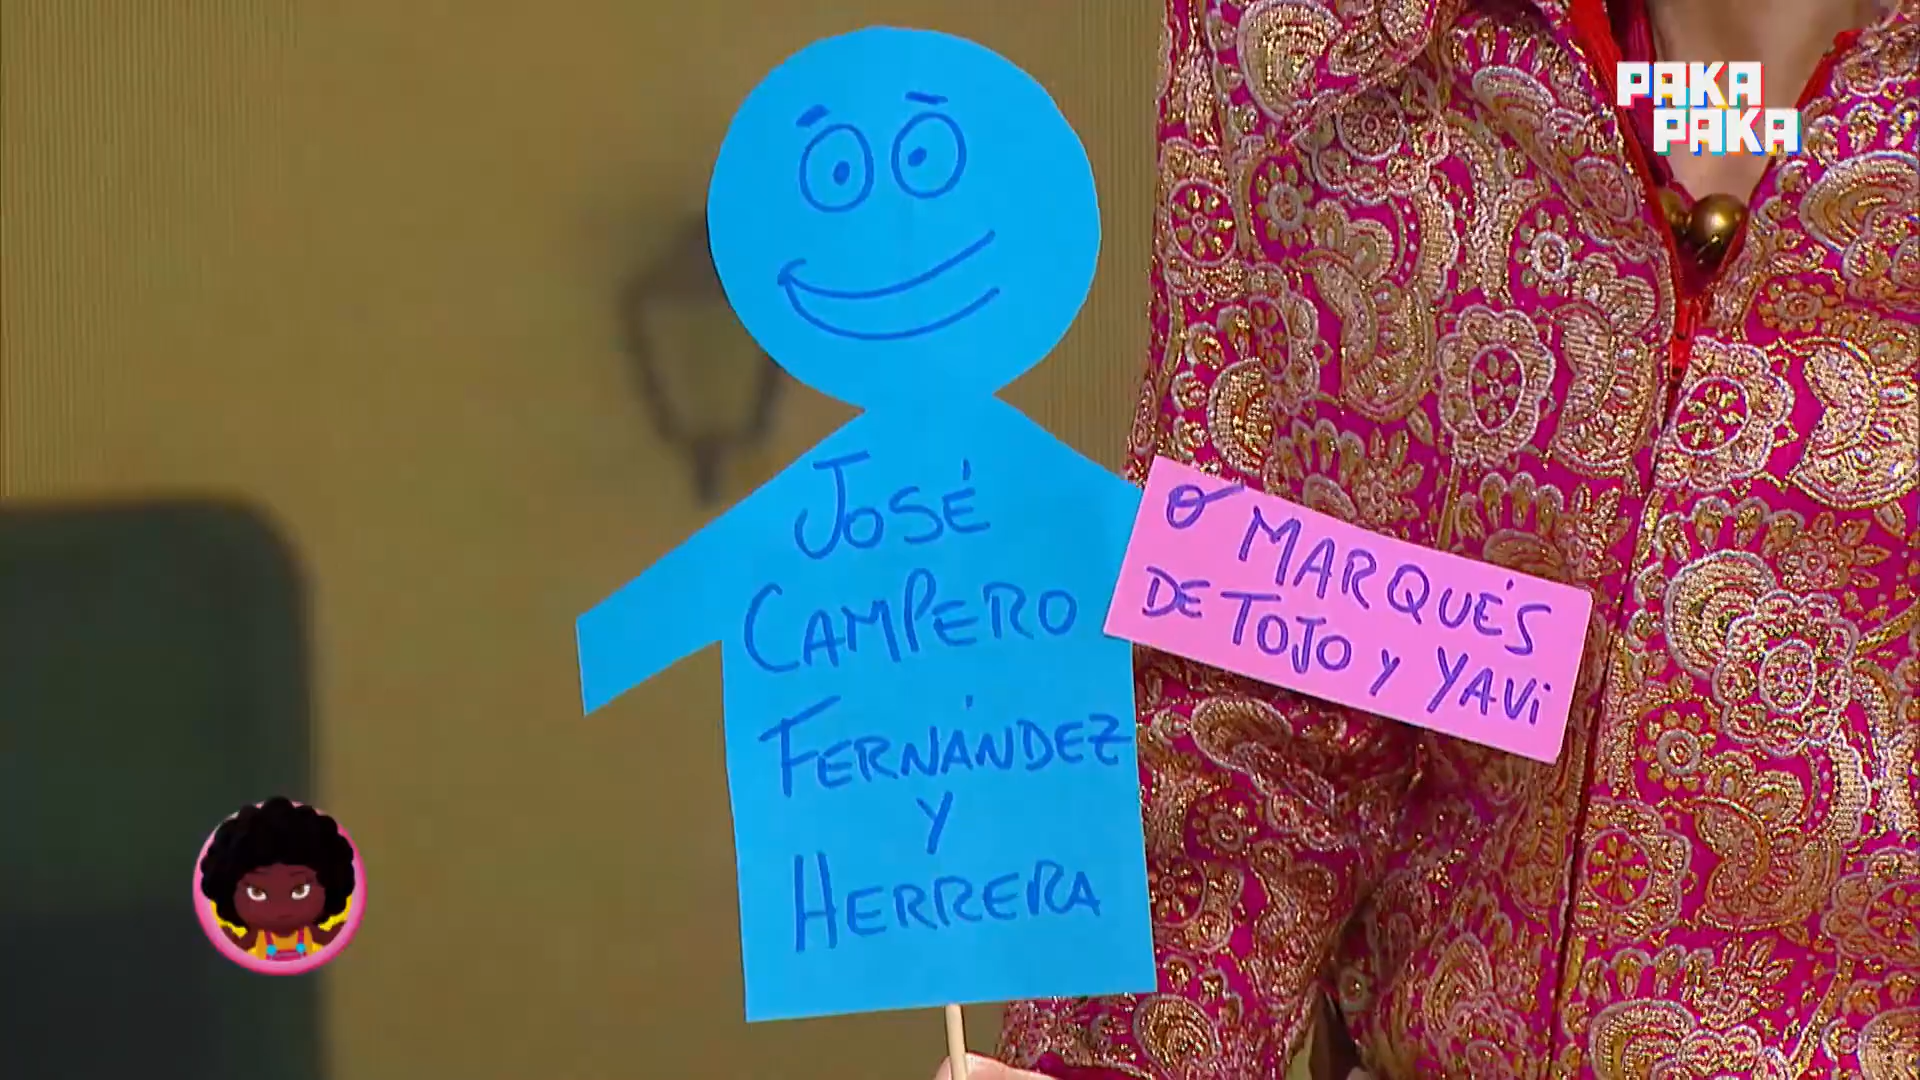 PAKA
PAKA
JOSÉ
CAMPERO
FERNÁNDEZ
Y
HERRERA
O MARQUÉS
DE TOJO Y YAVI